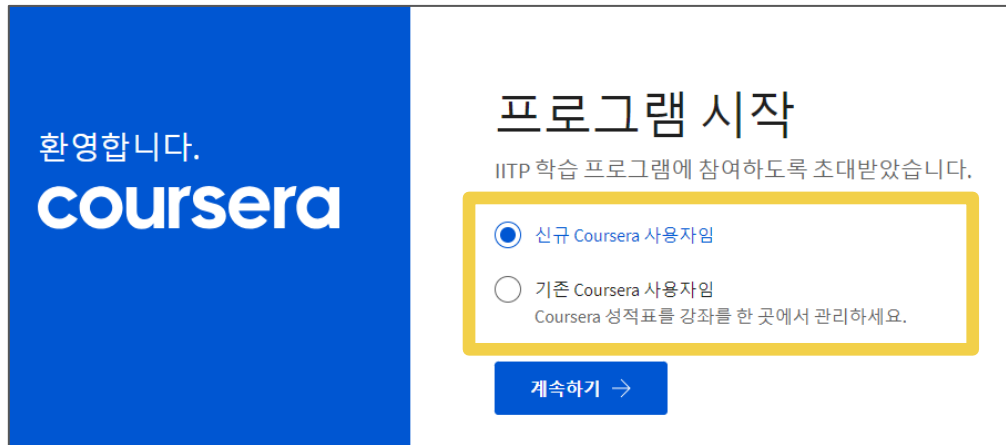 환영합니다.
coursera
프로그램 시작
IITP 학습 프로그램에 참여하도록 초대받았습니다.
신규 Coursera 사용자임
기존 Coursera 사용자임
Coursera 성적표를 강좌를 한 곳에서 관리하세요.
계속하기 →